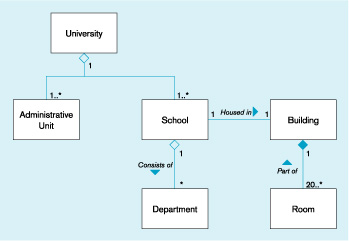 University
1
1..*
1..*
Administrative
Unit
School
1
Housed in
1
Building
1
Consists of
1
Part of
*
20..*
Department
Room